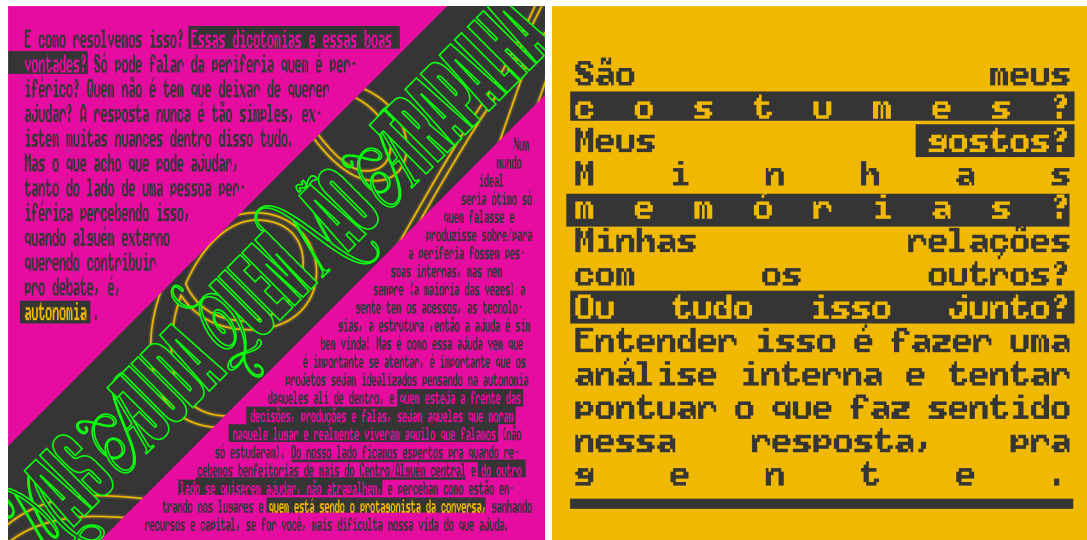 E como resolvemos isso? Essas dicotomias e essas boas
vontades? Só pode falar da periferia quem é per-
iférico? Quem não é tem que deixar de querer
ajudar? A resposta nunca é tão simples, ex-
istem muitas nuances dentro disso tudo.
Mas o que acho que pode ajudar,
tanto do lado de uma pessoa per-
iférica percebendo isso,
quando alguém externo
querendo contribuir
pro debate, é,
autonomia .
MAIS AJUDA QUEM NÃO ATRAPALHA
Num
mundo
ideal
seria ótimo só
quem falasse e
produzisse sobre/para
a periferia fossem pes-
soas internas, mas nem
sempre (a maioria das vezes) a
gente tem os acessos, as tecnolo-
gias, a estrutura ,então a ajuda é sim
bem vinda! Mas e como essa ajuda vem que
é importante se atentar, é importante que os
projetos sejam idealizados pensando na autonomia
daqueles ali de dentro, e quem esteja a frente das
decisões, produções e falas, sejam aqueles que moram
naquele lugar e realmente viveram aquilo que falamos (não
só estudaram). Do nosso lado ficamos espertos pra quando re-
cebemos benfeitorias de mais do Centro/Alguem central e do outro
lado se quiserem ajudar, não atrapalhem, e percebam como estão en-
trando nos lugares e quem está sendo o protagonista da conversa, ganhando
recursos e capital, se for você, mais dificulta nossa vida do que ajuda.
São meus
costumes?
Meus gostos?
Minhas
memórias?
Minhas relações
com os outros?
Ou tudo isso junto?
Entender isso é fazer uma
análise interna e tentar
pontuar o que faz sentido
nessa resposta, pra
gente.